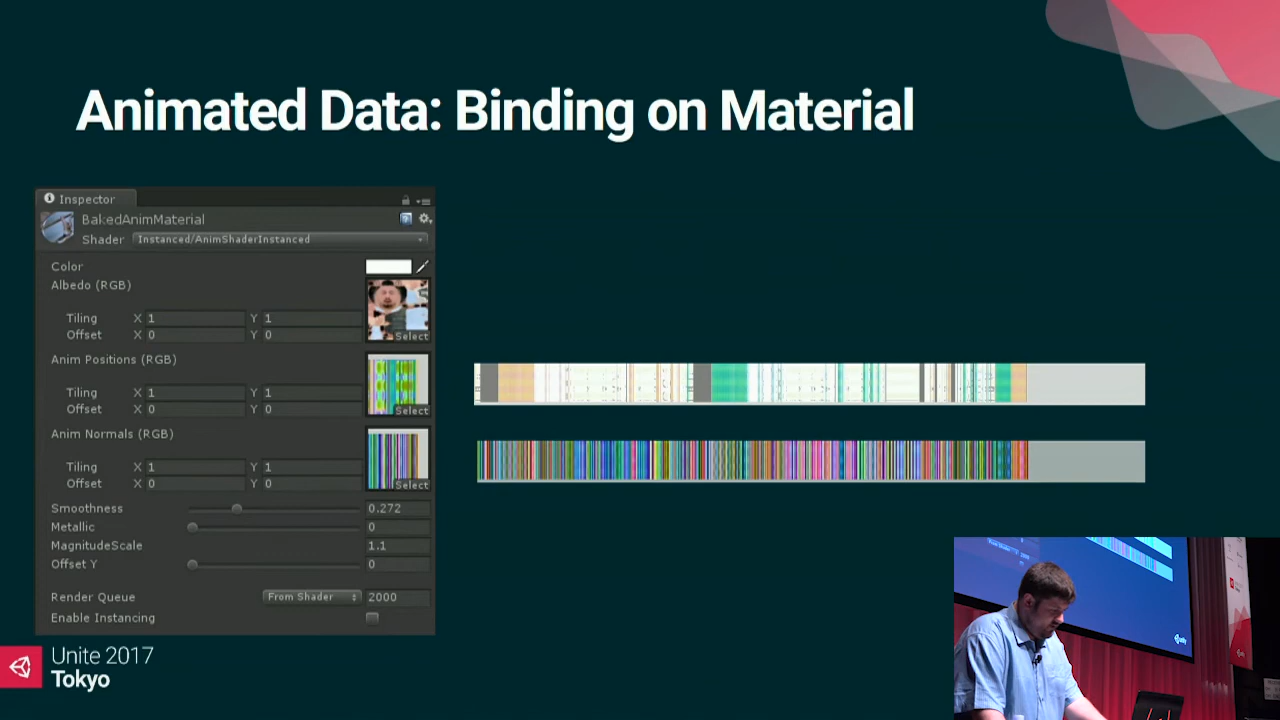 Animated Data: Binding on Material
Inspector
BakedAnimMaterial
Shader Instanced/AnimShaderInstanced
Color
Albedo (RGB)
Tiling X 1 Y 1
Offset X 0 Y 0
Select
Anim Positions (RGB)
Tiling X 1 Y 1
Offset X 0 Y 0
Select
Anim Normals (RGB)
Tiling X 1 Y 1
Offset X 0 Y 0
Select
Smoothness 0.272
Metallic 0
MagnitudeScale 1.1
Offset Y 0
Render Queue From Shader 2000
Enable Instancing
Unite 2017
Tokyo
unity